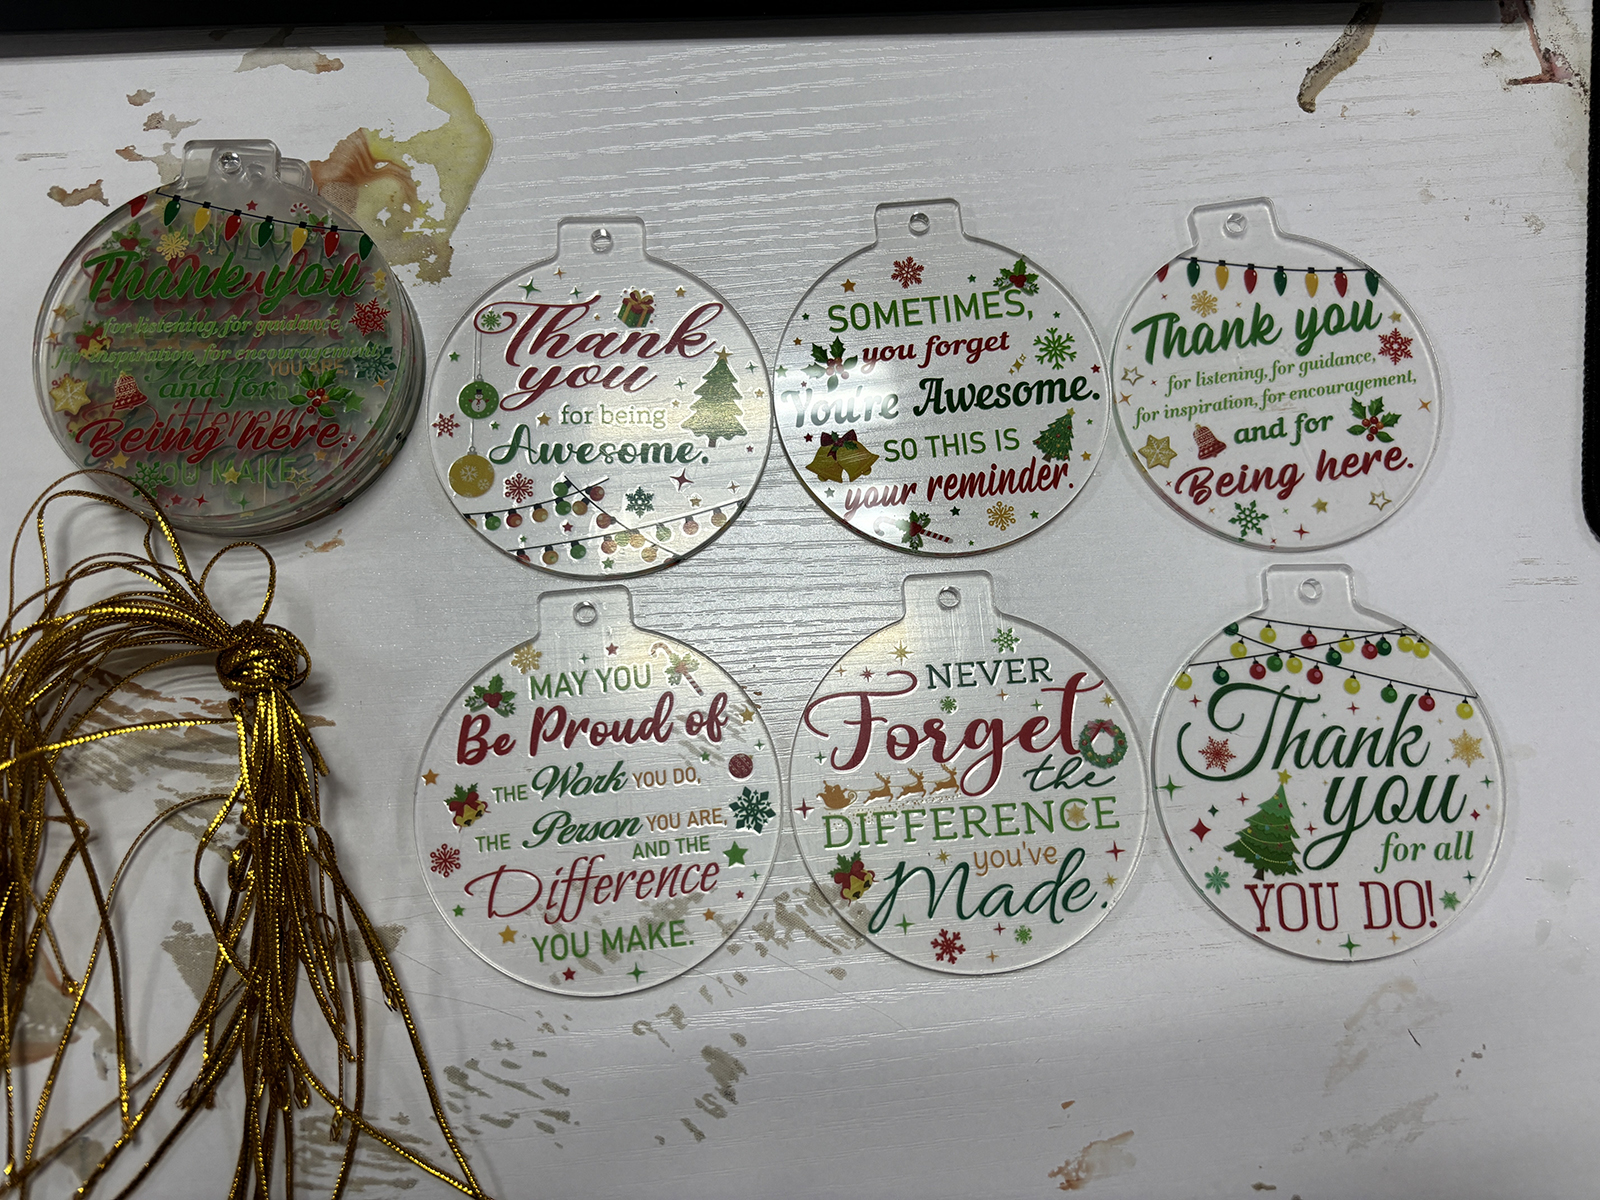 Thank you
for listening, for guidance,
for inspiration, for encouragement,
and for
Being here.
Thank
you
for being
Awesome.
SOMETIMES,
you forget
You're Awesome.
SO THIS IS
your reminder.
Thank you
for listening, for guidance,
for inspiration, for encouragement,
and for
Being here.
MAY YOU
Be Proud of
THE Work YOU DO,
THE Person YOU ARE,
AND THE
Difference
YOU MAKE.
NEVER
Forget
the
DIFFERENCE
you've
Made.
Thank
you
for all
YOU DO!